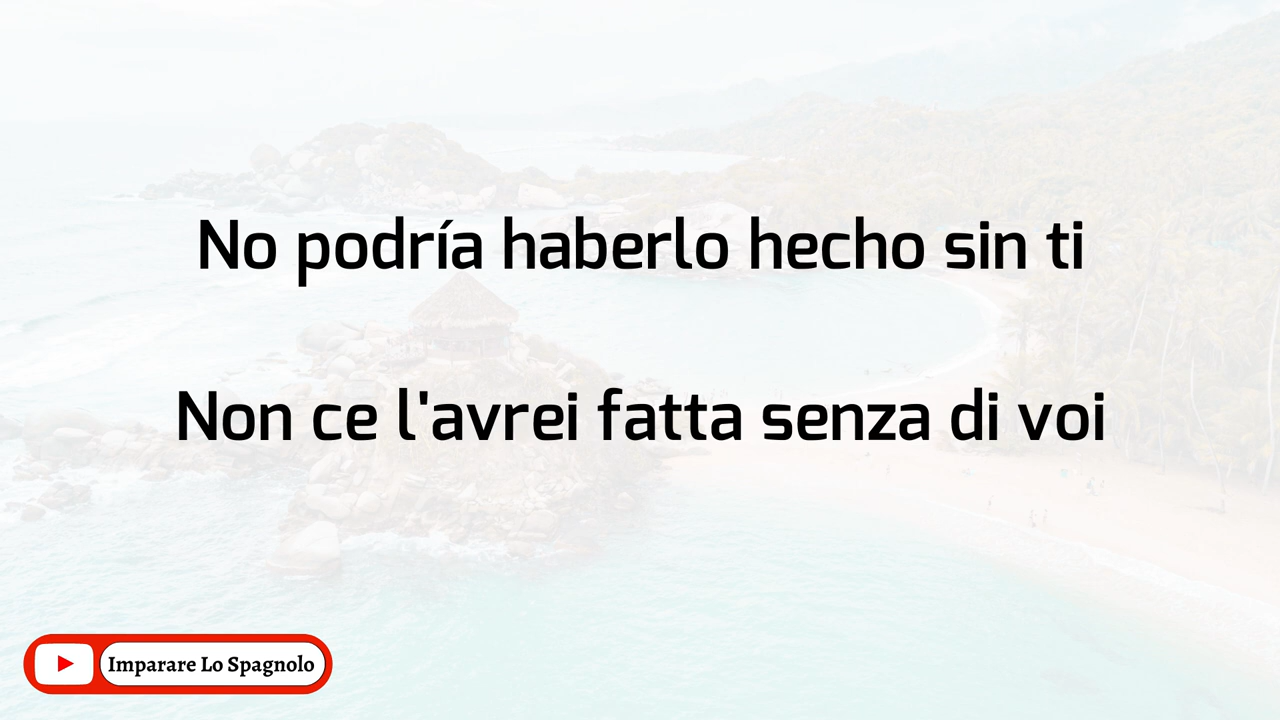 No podría haberlo hecho sin ti
Non ce l'avrei fatta senza di voi
Imparare Lo Spagnolo